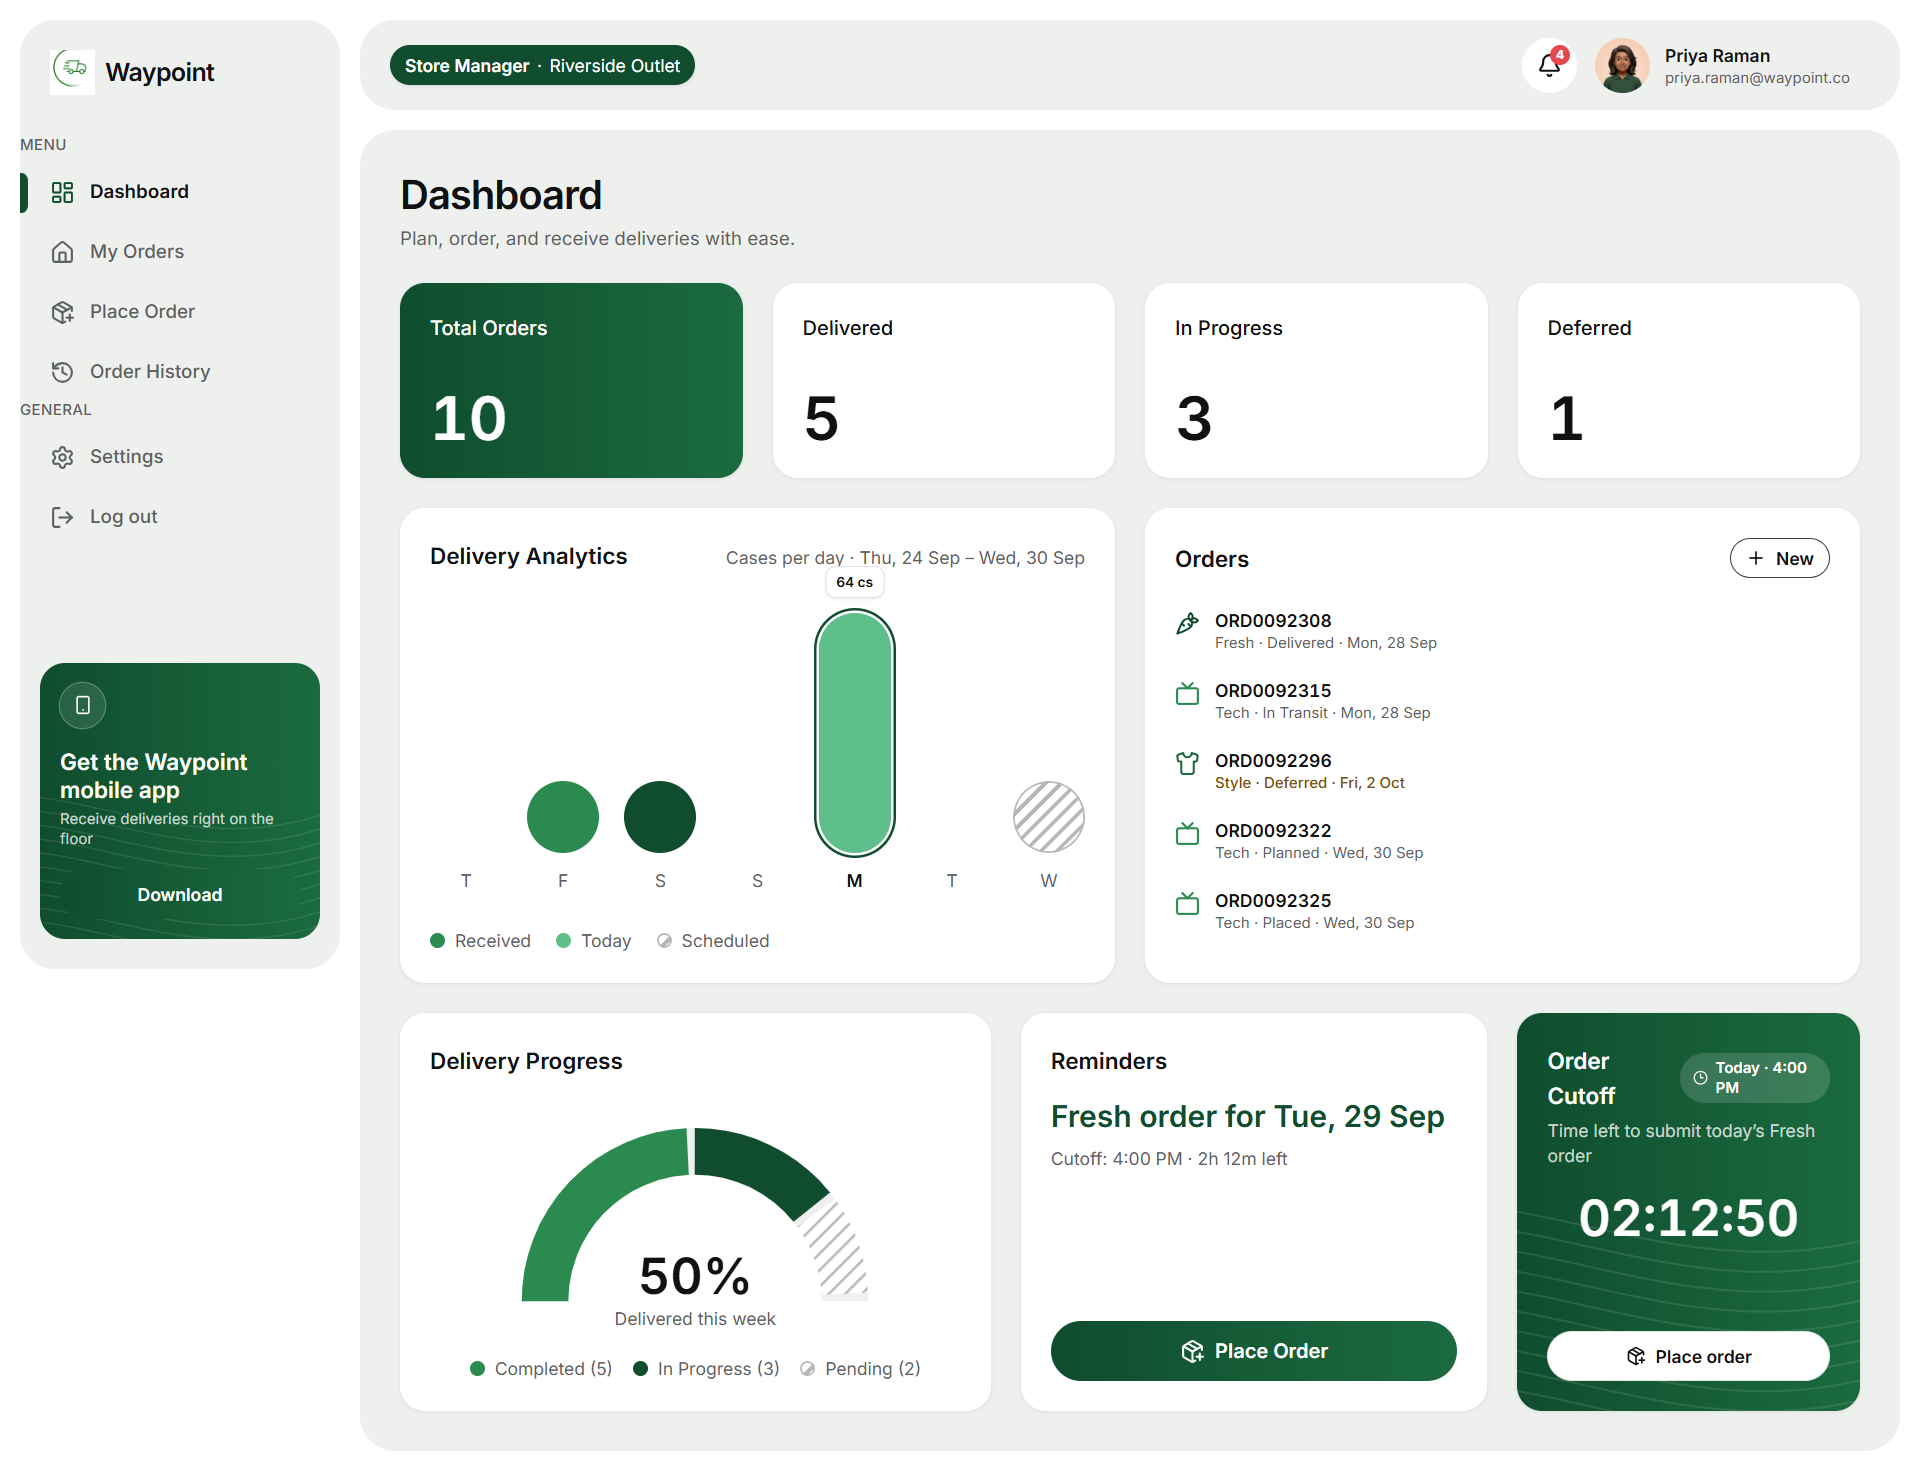 Waypoint
MENU
Dashboard
My Orders
Place Order
Order History
GENERAL
Settings
Log out
Get the Waypoint
mobile app
Receive deliveries right on the
floor
Download
Store Manager · Riverside Outlet
4
Priya Raman
priya.raman@waypoint.co
Dashboard
Plan, order, and receive deliveries with ease.
Total Orders
10
Delivered
5
In Progress
3
Deferred
1
Delivery Analytics
Cases per day · Thu, 24 Sep – Wed, 30 Sep
64 cs
T F S S M T W
Received Today Scheduled
Orders
+ New
ORD0092308
Fresh · Delivered · Mon, 28 Sep
ORD0092315
Tech · In Transit · Mon, 28 Sep
ORD0092296
Style · Deferred · Fri, 2 Oct
ORD0092322
Tech · Planned · Wed, 30 Sep
ORD0092325
Tech · Placed · Wed, 30 Sep
Delivery Progress
50%
Delivered this week
Completed (5) In Progress (3) Pending (2)
Reminders
Fresh order for Tue, 29 Sep
Cutoff: 4:00 PM · 2h 12m left
Place Order
Order
Cutoff
Today · 4:00
PM
Time left to submit today’s Fresh
order
02:12:50
Place order